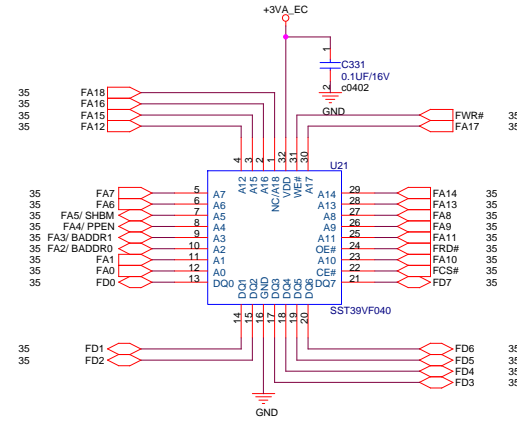 +3VA_EC
1
C331
0.1UF/16V
2
c0402
GND
35 FA18
35 FA16
35 FA15
35 FA12
FWR# 35
FA17 35
4 3 2 1 32 31 30
U21
A12 A15 A16 NC/A18 VDD WE# A17
35 FA7 5 A7 A14 29 FA14 35
35 FA6 6 A6 A13 28 FA13 35
35 FA5/ SHBM 7 A5 A8 27 FA8 35
35 FA4/ PPEN 8 A4 A9 26 FA9 35
35 FA3/ BADDR1 9 A3 A11 25 FA11 35
35 FA2/ BADDR0 10 A2 OE# 24 FRD# 35
35 FA1 11 A1 A10 23 FA10 35
35 FA0 12 A0 CE# 22 FCS# 35
35 FD0 13 DQ0 DQ7 21 FD7 35
DQ1 DQ2 GND DQ3 DQ4 DQ5 DQ6
SST39VF040
14 15 16 17 18 19 20
35 FD1 FD6 35
35 FD2 FD5 35
FD4 35
FD3 35
GND